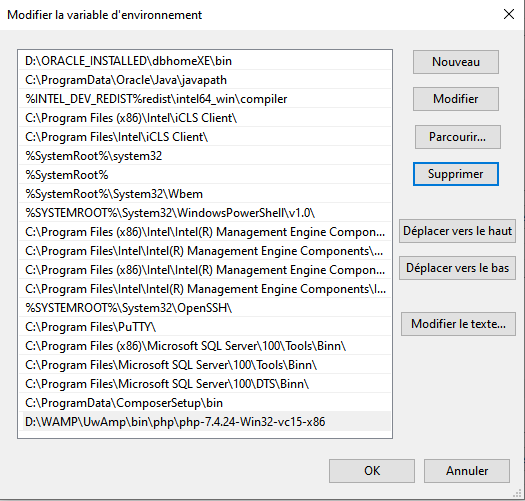 Modifier la variable d'environnement
D:\ORACLE_INSTALLED\dbhomeXE\bin
C:\ProgramData\Oracle\Java\javapath
%INTEL_DEV_REDIST%redist\intel64_win\compiler
C:\Program Files (x86)\Intel\iCLS Client\
C:\Program Files\Intel\iCLS Client\
%SystemRoot%\system32
%SystemRoot%
%SystemRoot%\System32\Wbem
%SYSTEMROOT%\System32\WindowsPowerShell\v1.0\
C:\Program Files (x86)\Intel\Intel(R) Management Engine Compon...
C:\Program Files\Intel\Intel(R) Management Engine Components\...
C:\Program Files (x86)\Intel\Intel(R) Management Engine Compon...
C:\Program Files\Intel\Intel(R) Management Engine Components\I...
%SYSTEMROOT%\System32\OpenSSH\
C:\Program Files\PuTTY\
C:\Program Files (x86)\Microsoft SQL Server\100\Tools\Binn\
C:\Program Files\Microsoft SQL Server\100\Tools\Binn\
C:\Program Files\Microsoft SQL Server\100\DTS\Binn\
C:\ProgramData\ComposerSetup\bin
D:\WAMP\UwAmp\bin\php\php-7.4.24-Win32-vc15-x86
Nouveau
Modifier
Parcourir...
Supprimer
Déplacer vers le haut
Déplacer vers le bas
Modifier le texte...
OK
Annuler